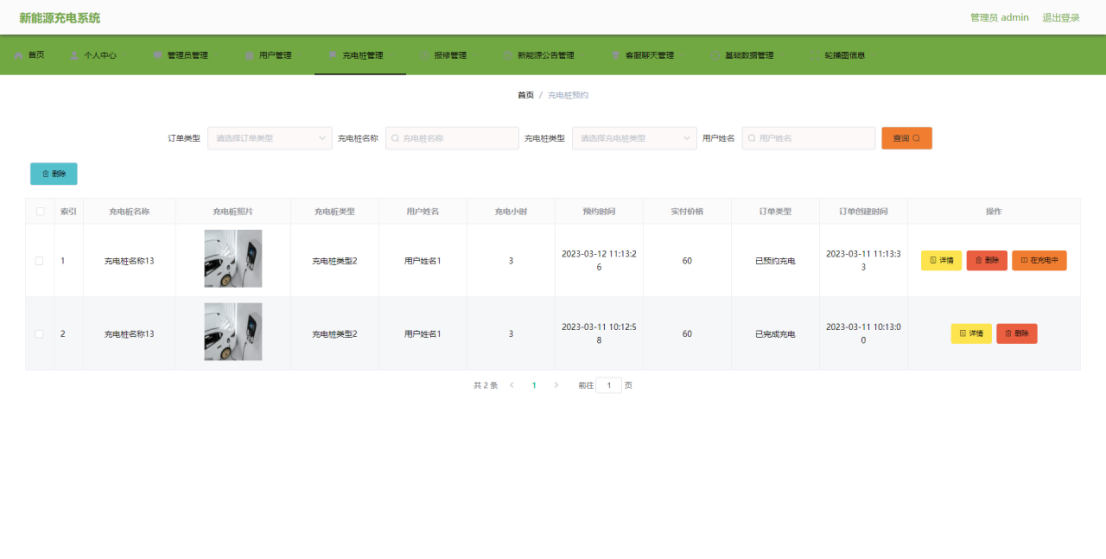 新能源充电系统
管理员 admin 退出登录
首页 个人中心 管理员管理 用户管理 充电桩管理 报修管理 新能源公告管理 客服聊天管理 基础数据管理 轮播图信息
首页 / 充电桩预约
订单类型 请选择订单类型 充电桩名称 充电桩名称 充电桩类型 请选择充电桩类型 用户姓名 用户姓名 查询
删除
索引 充电桩名称 充电桩照片 充电桩类型 用户姓名 充电小时 预约时间 实付价格 订单类型 订单创建时间 操作
1 充电桩名称13 充电桩类型2 用户姓名1 3 2023-03-12 11:13:2 60 已预约充电 2023-03-11 11:13:3 详情 删除 在充电中
6 3
2 充电桩名称13 充电桩类型2 用户姓名1 3 2023-03-11 10:12:5 60 已完成充电 2023-03-11 10:13:0 详情 删除
8 0
共 2 条 1 前往 1 页